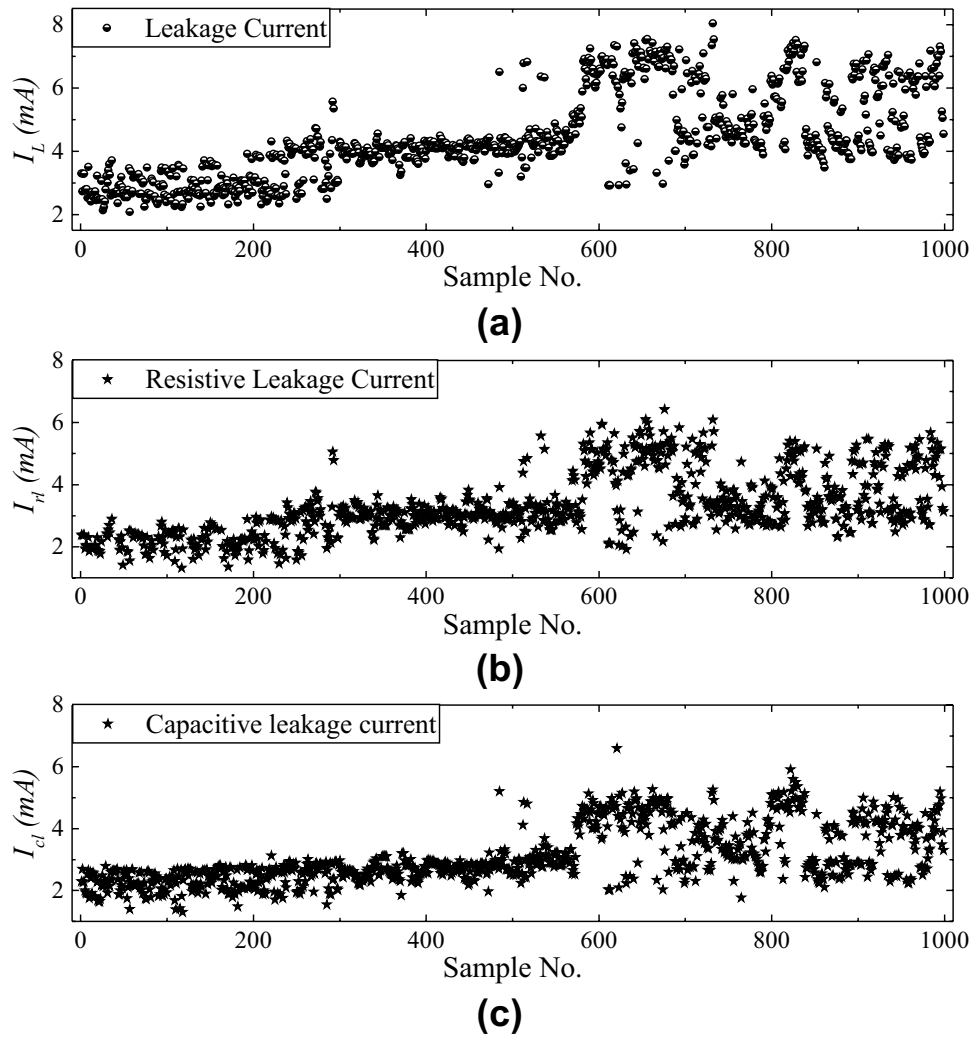 Leakage Current
I_L (mA)
8
6
4
2
0
200
400
600
800
1000
Sample No.
(a)
Resistive Leakage Current
I_rl (mA)
8
6
4
2
0
200
400
600
800
1000
Sample No.
(b)
Capacitive leakage current
I_cl (mA)
8
6
4
2
0
200
400
600
800
1000
Sample No.
(c)